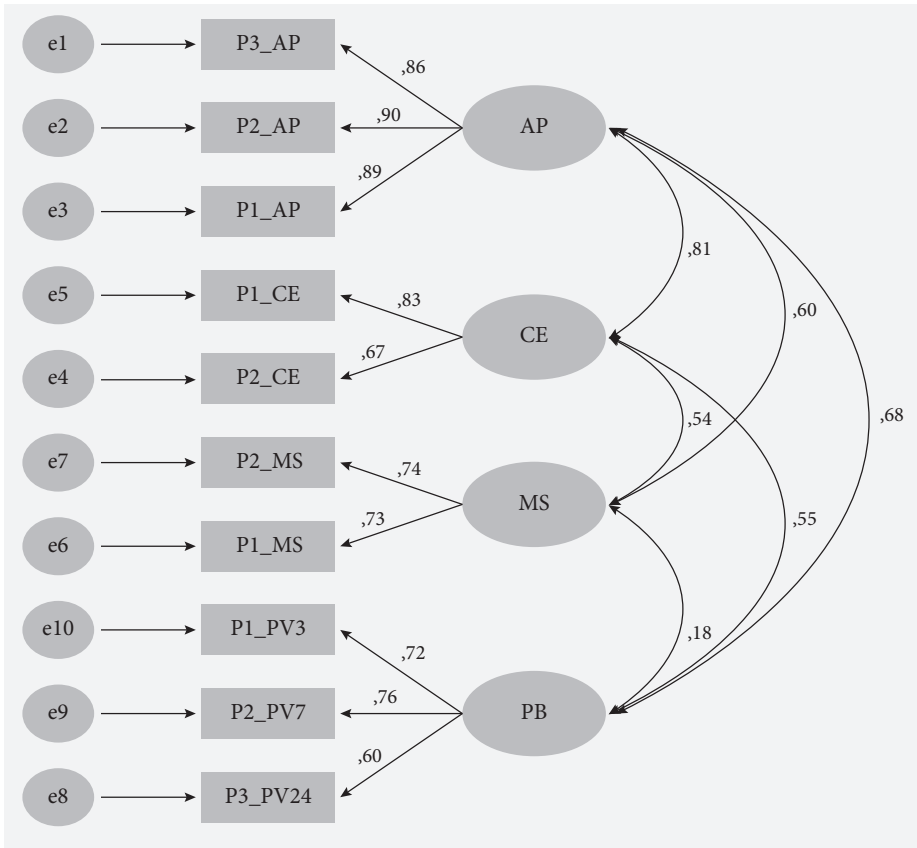 e1
P3_AP
,86
e2
P2_AP
,90
AP
e3
P1_AP
,89
,81
e5
P1_CE
,83
,60
CE
e4
P2_CE
,67
,54
,68
e7
P2_MS
,74
MS
,55
e6
P1_MS
,73
e10
P1_PV3
,72
,18
e9
P2_PV7
,76
PB
e8
P3_PV24
,60